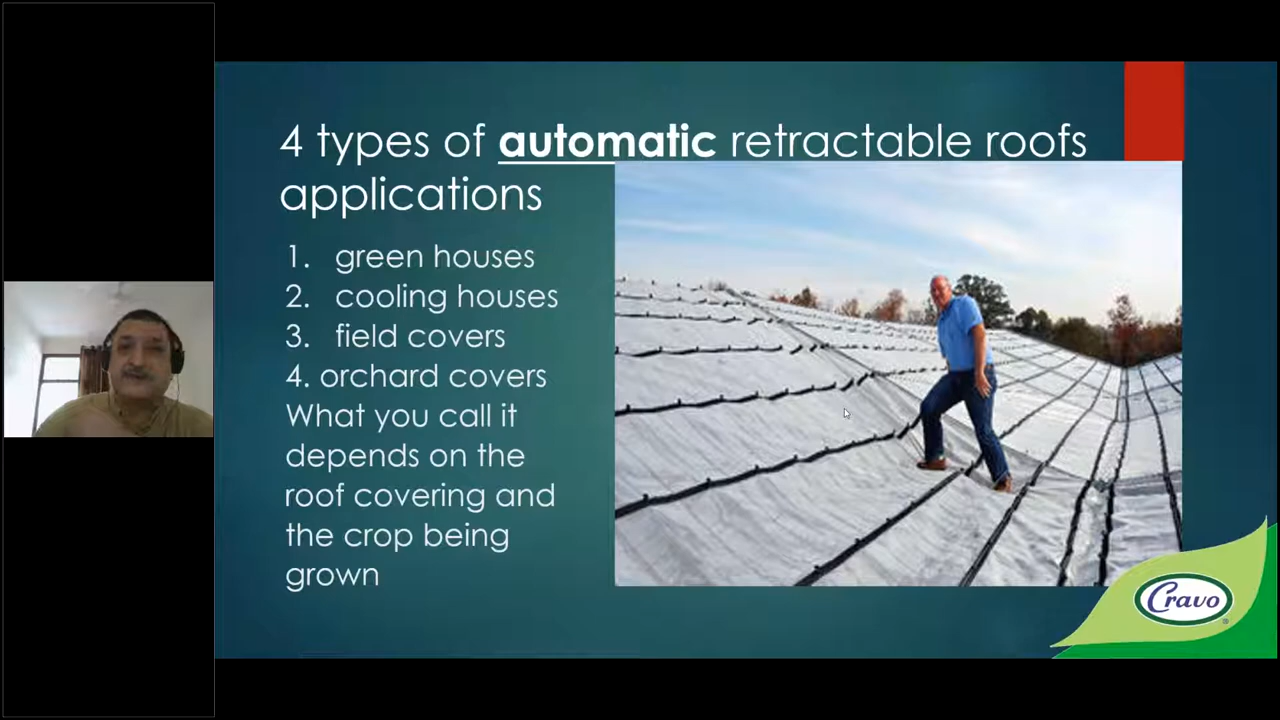 4 types of automatic retractable roofs
applications
1. green houses
2. cooling houses
3. field covers
4. orchard covers
What you call it
depends on the
roof covering and
the crop being
grown
Cravo
®